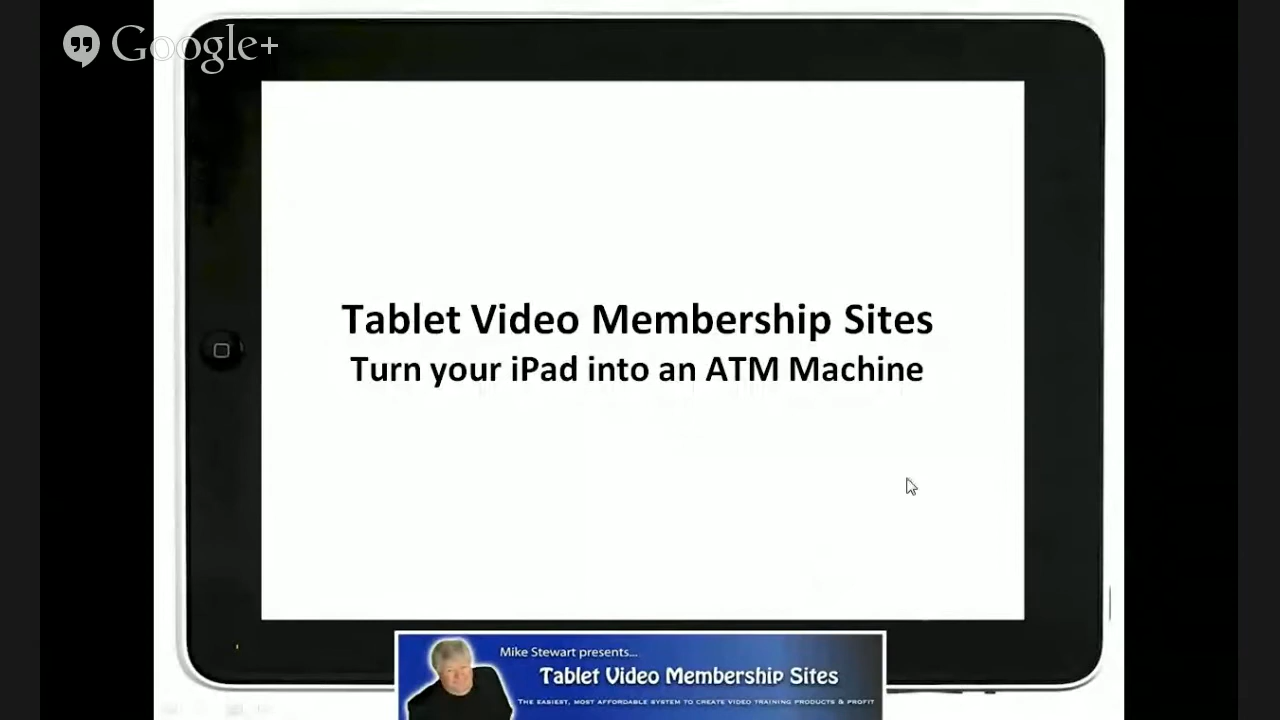 Google+
Tablet Video Membership Sites
Turn your iPad into an ATM Machine
Mike Stewart presents...
Tablet Video Membership Sites
THE EASIEST, MOST AFFORDABLE SYSTEM TO CREATE VIDEO TRAINING PRODUCTS & PROFIT